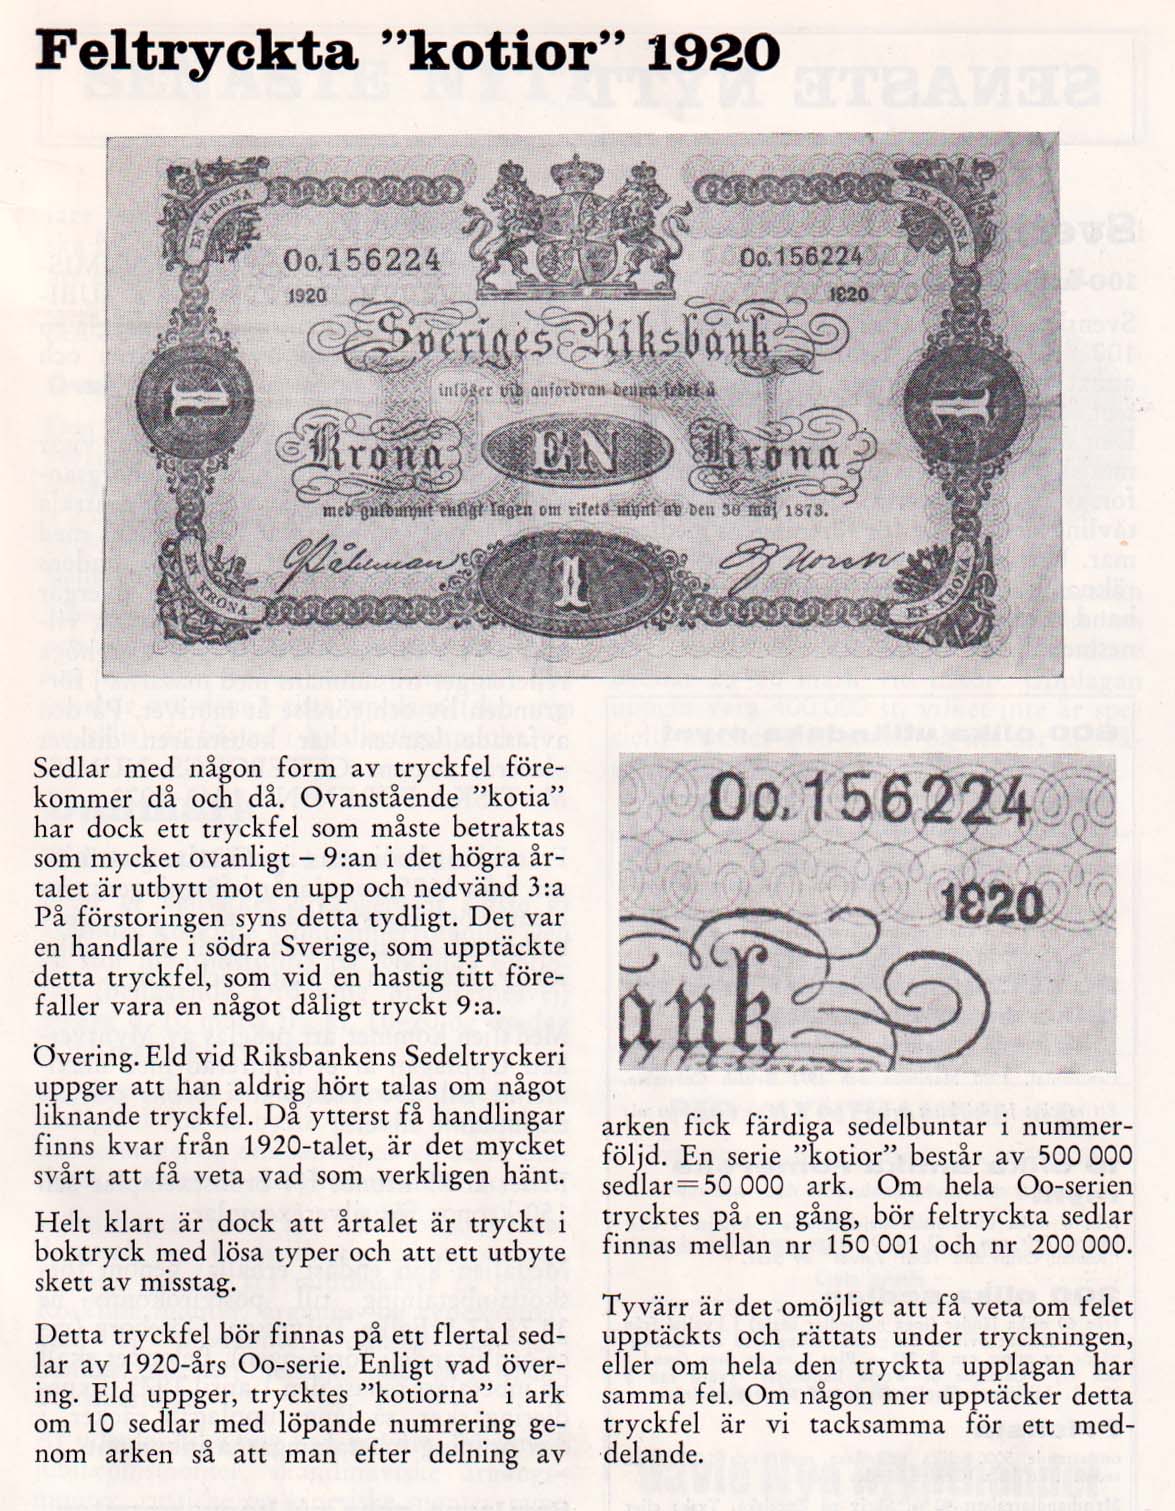 Feltryckta ”kotior” 1920
EN KRONA
EN KRONA
Oo.156224
Oo.156224
1920
1820
Sveriges Riksbank
inlöser vid anfordran denna sedel å
1
1
Krona EN Krona
med guldmynt enligt lagen om rikets mynt av den 30 maj 1873.
1
EN KRONA
EN KRONA
Sedlar med någon form av tryckfel före-
kommer då och då. Ovanstående ”kotia”
har dock ett tryckfel som måste betraktas
som mycket ovanligt – 9:an i det högra år-
talet är utbytt mot en upp och nedvänd 3:a
På förstoringen syns detta tydligt. Det var
en handlare i södra Sverige, som upptäckte
detta tryckfel, som vid en hastig titt före-
faller vara en något dåligt tryckt 9:a.
Övering. Eld vid Riksbankens Sedeltryckeri
uppger att han aldrig hört talas om något
liknande tryckfel. Då ytterst få handlingar
finns kvar från 1920-talet, är det mycket
svårt att få veta vad som verkligen hänt.
Helt klart är dock att årtalet är tryckt i
boktryck med lösa typer och att ett utbyte
skett av misstag.
Detta tryckfel bör finnas på ett flertal sed-
lar av 1920-års Oo-serie. Enligt vad över-
ing. Eld uppger, trycktes ”kotiorna” i ark
om 10 sedlar med löpande numrering ge-
nom arken så att man efter delning av
Oo.156224
1820
ank
arken fick färdiga sedelbuntar i nummer-
följd. En serie ”kotior” består av 500 000
sedlar=50 000 ark. Om hela Oo-serien
trycktes på en gång, bör feltryckta sedlar
finnas mellan nr 150 001 och nr 200 000.
Tyvärr är det omöjligt att få veta om felet
upptäckts och rättats under tryckningen,
eller om hela den tryckta upplagan har
samma fel. Om någon mer upptäcker detta
tryckfel är vi tacksamma för ett med-
delande.